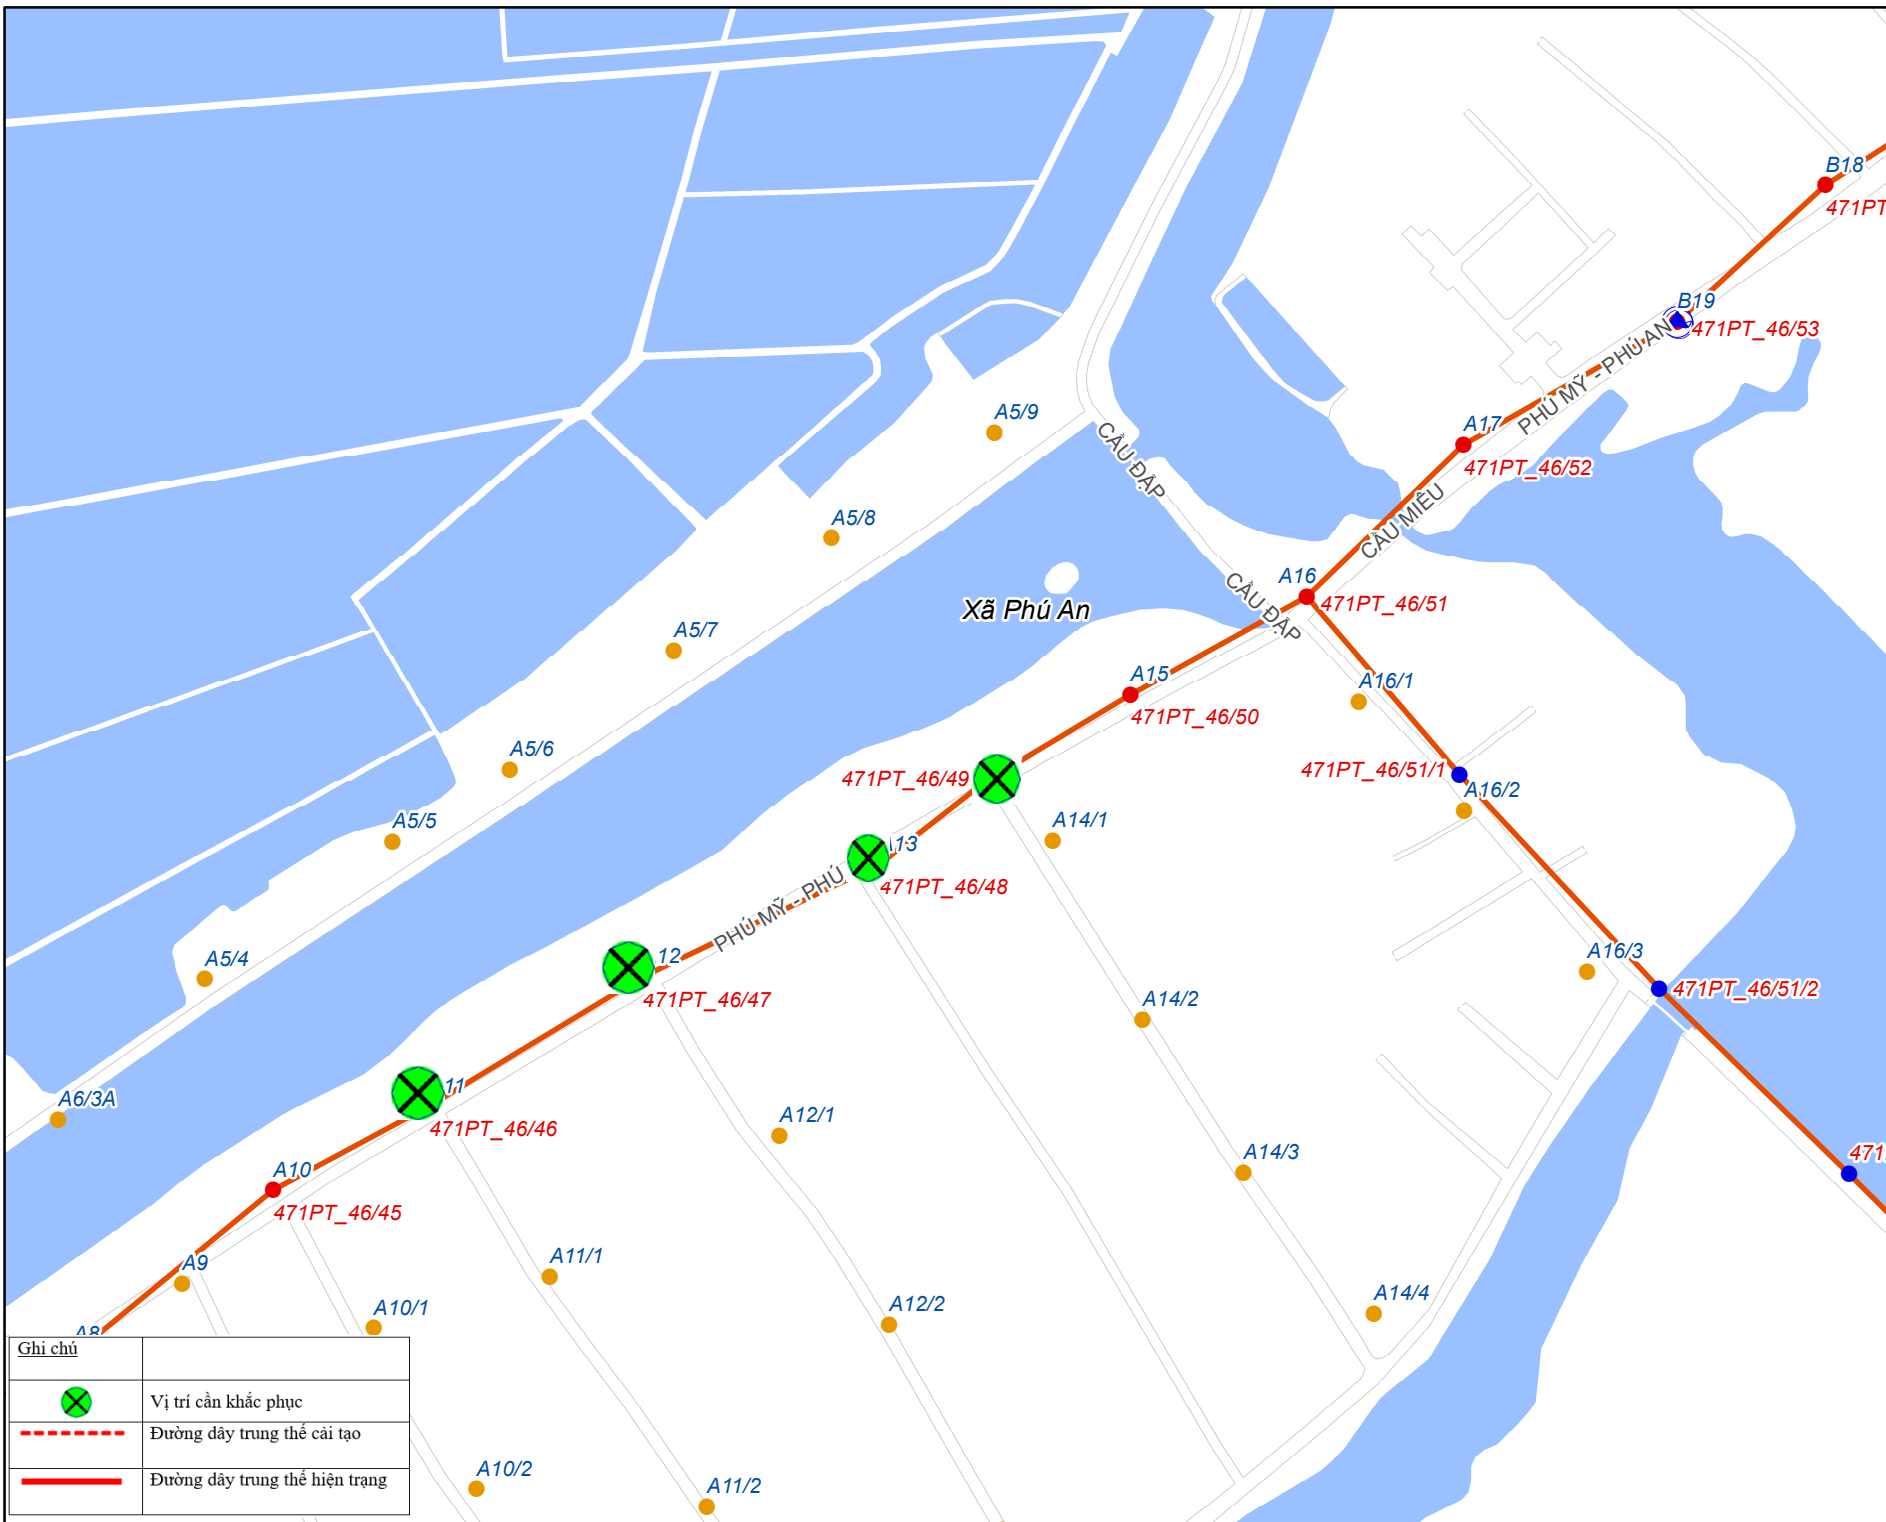 B18
471PT
B19
471PT_46/53
PHÚ MỸ - PHÚ AN
A17
471PT_46/52
A5/9
CẦU ĐẬP
CẦU MIẾU
A5/8
A16
471PT_46/51
CẦU ĐẬP
Xã Phú An
A5/7
A15
471PT_46/50
A16/1
471PT_46/51/1
A16/2
A5/6
471PT_46/49
A5/5
A14/1
13
471PT_46/48
PHÚ MỸ - PHÚ
12
471PT_46/47
A5/4
A16/3
471PT_46/51/2
A14/2
A6/3A
11
471PT_46/46
A12/1
A14/3
471
A10
471PT_46/45
A9
A11/1
A10/1
A12/2
A14/4
A8
Ghi chú
Vị trí cần khắc phục
Đường dây trung thế cải tạo
Đường dây trung thế hiện trạng
A10/2
A11/2